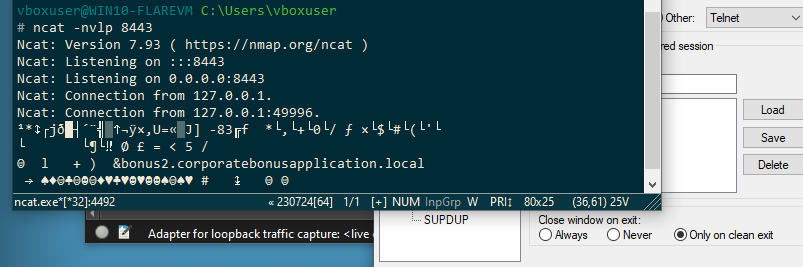 vboxuser@WIN10-FLAREVM C:\Users\vboxuser
# ncat -nvlp 8443
Ncat: Version 7.93 ( https://nmap.org/ncat )
Ncat: Listening on :::8443
Ncat: Listening on 0.0.0.0:8443
Ncat: Connection from 127.0.0.1.
Ncat: Connection from 127.0.0.1:49996.
&bonus2.corporatebonusapplication.local
ncat.exe*[*32]:4492
« 230724[64]
1/1
[+] NUM
InpGrp
W
PRI↕
80x25
(36,61) 25V
Adapter for loopback traffic capture: <live
Other:
Telnet
red session
Load
Save
Delete
SUPDUP
Close window on exit:
Always
Never
Only on clean exit